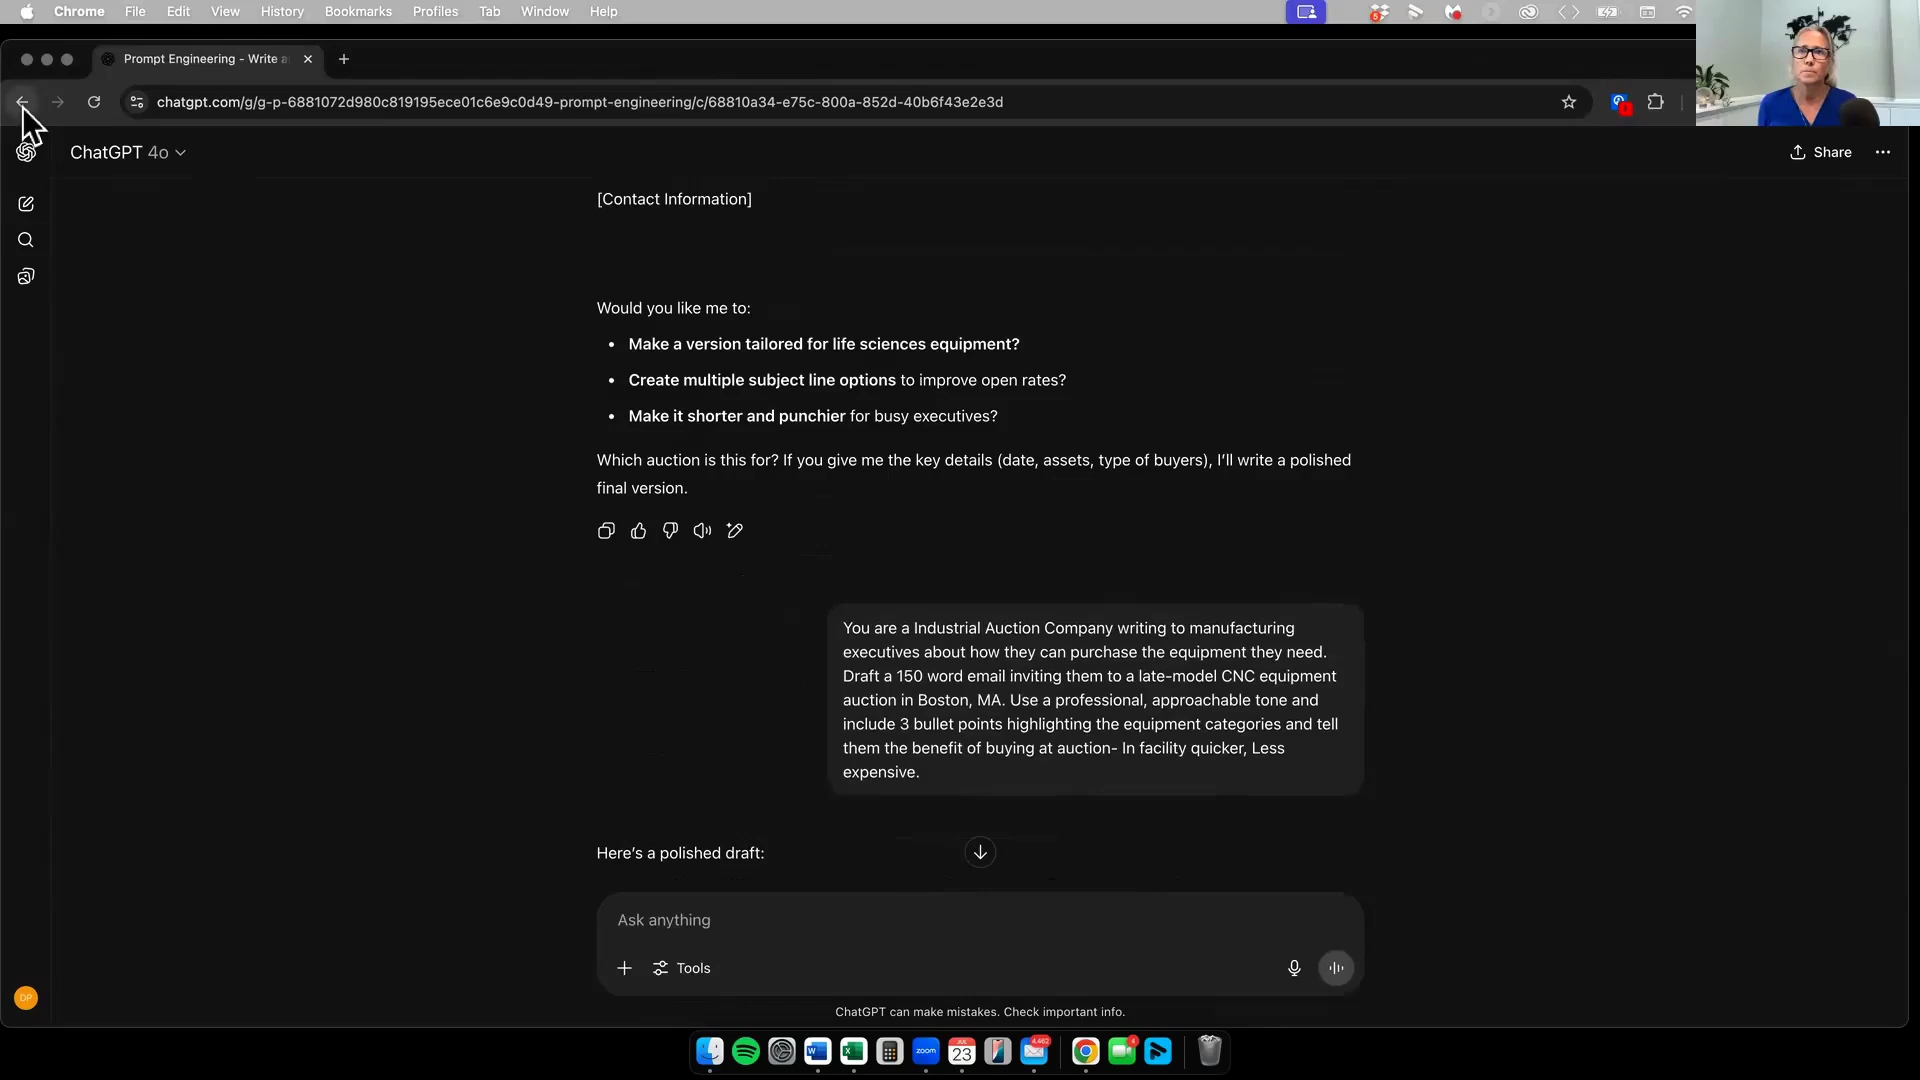 Chrome File Edit View History Bookmarks Profiles Tab Window Help
5
Prompt Engineering - Write a
chatgpt.com/g/g-p-6881072d980c819195ece01c6e9c0d49-prompt-engineering/c/68810a34-e75c-800a-852d-40b6f43e2e3d
ChatGPT 4o
Share
[Contact Information]
Would you like me to:
• Make a version tailored for life sciences equipment?
• Create multiple subject line options to improve open rates?
• Make it shorter and punchier for busy executives?
Which auction is this for? If you give me the key details (date, assets, type of buyers), I’ll write a polished
final version.
You are a Industrial Auction Company writing to manufacturing
executives about how they can purchase the equipment they need.
Draft a 150 word email inviting them to a late-model CNC equipment
auction in Boston, MA. Use a professional, approachable tone and
include 3 bullet points highlighting the equipment categories and tell
them the benefit of buying at auction- In facility quicker, Less
expensive.
Here’s a polished draft:
Ask anything
Tools
DP
ChatGPT can make mistakes. Check important info.
W
X
zoom
JUL
23
4,462
4